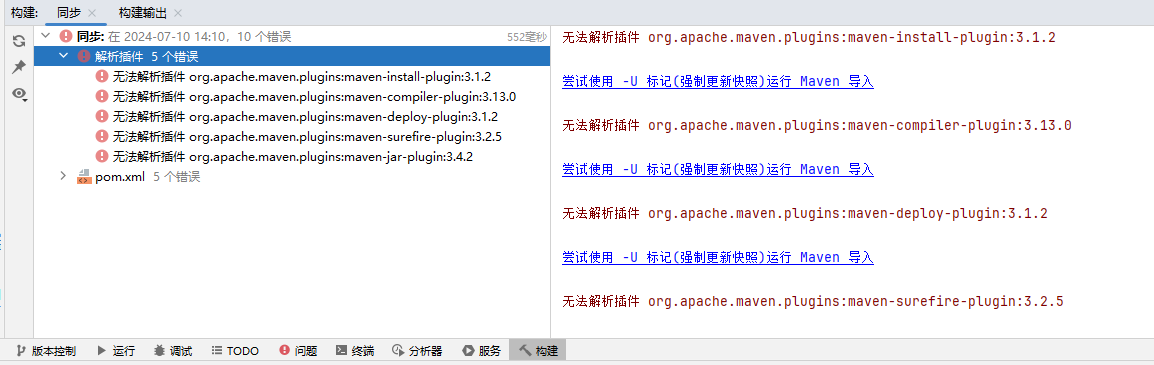 构建: 同步 构建输出
同步: 在 2024-07-10 14:10, 10 个错误 552毫秒
解析插件 5 个错误
无法解析插件 org.apache.maven.plugins:maven-install-plugin:3.1.2
无法解析插件 org.apache.maven.plugins:maven-compiler-plugin:3.13.0
无法解析插件 org.apache.maven.plugins:maven-deploy-plugin:3.1.2
无法解析插件 org.apache.maven.plugins:maven-surefire-plugin:3.2.5
无法解析插件 org.apache.maven.plugins:maven-jar-plugin:3.4.2
pom.xml 5 个错误
无法解析插件 org.apache.maven.plugins:maven-install-plugin:3.1.2
尝试使用 -U 标记(强制更新快照)运行 Maven 导入
无法解析插件 org.apache.maven.plugins:maven-compiler-plugin:3.13.0
尝试使用 -U 标记(强制更新快照)运行 Maven 导入
无法解析插件 org.apache.maven.plugins:maven-deploy-plugin:3.1.2
尝试使用 -U 标记(强制更新快照)运行 Maven 导入
无法解析插件 org.apache.maven.plugins:maven-surefire-plugin:3.2.5
版本控制 运行 调试 TODO 问题 终端 分析器 服务 构建